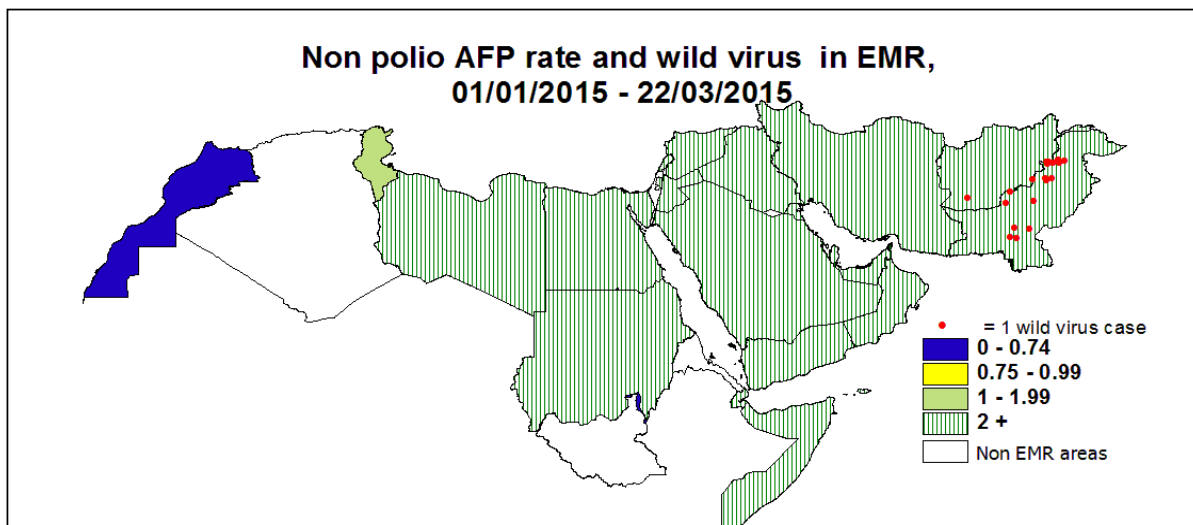 Non polio AFP rate and wild virus in EMR,
01/01/2015 - 22/03/2015
= 1 wild virus case
0 - 0.74
0.75 - 0.99
1 - 1.99
2 +
Non EMR areas